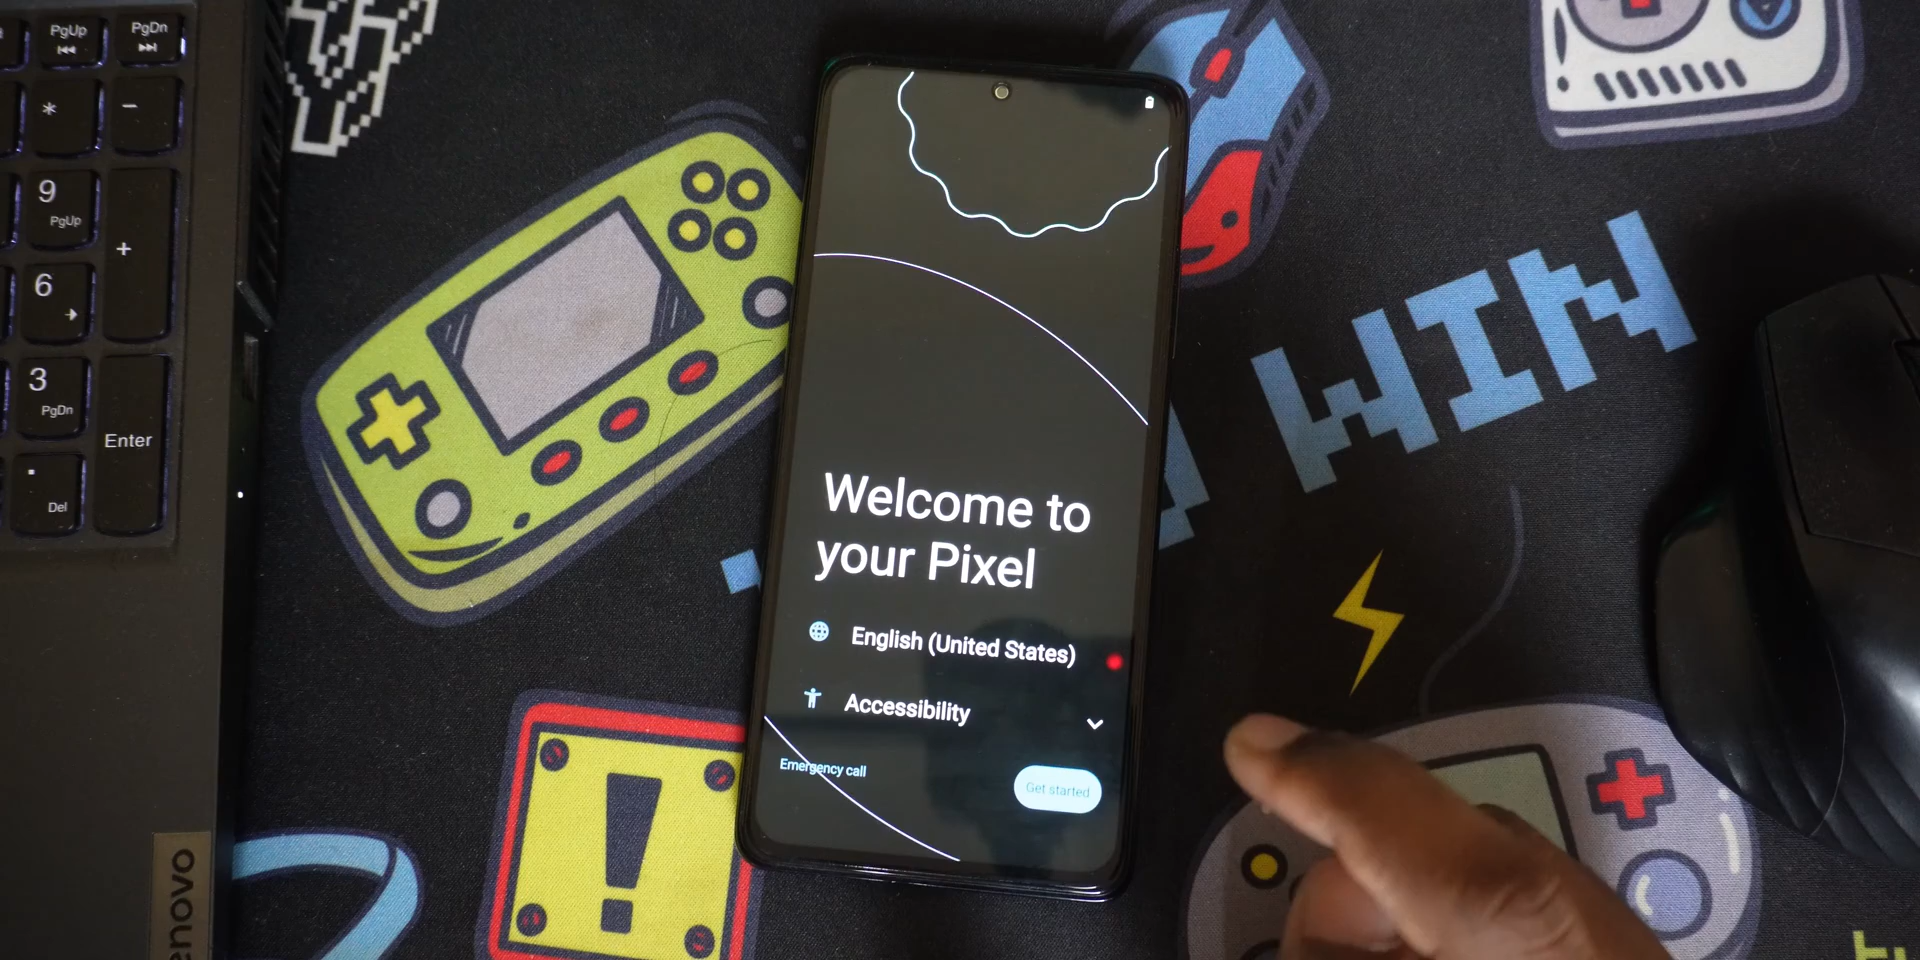 PgUp
PgDn
*
-
9
PgUp
+
6
3
PgDn
Enter
.
Del
enovo
WIN
Welcome to
your Pixel
English (United States)
Accessibility
Emergency call
Get started
!